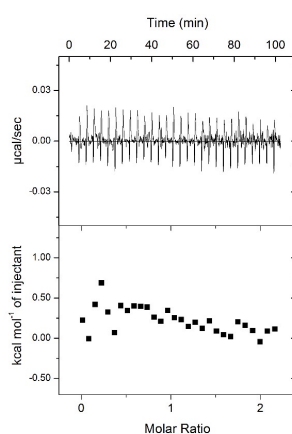 Time (min)
0 20 40 60 80 100
0.03
0.00
-0.03
µcal/sec
1.00
0.50
0.00
-0.50
kcal mol⁻¹ of injectant
0 1 2
Molar Ratio